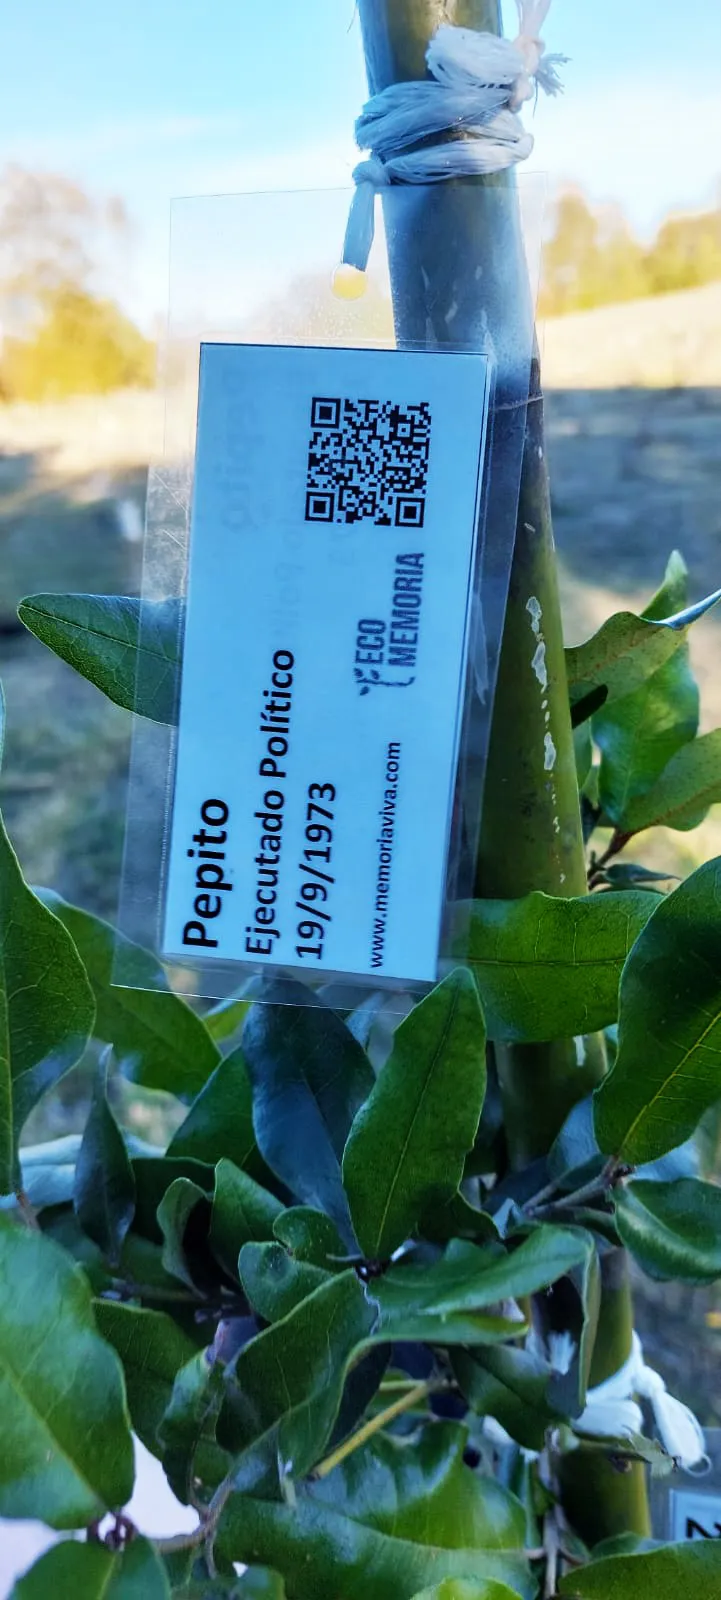 Pepito
Ejecutado Político
19/9/1973
www.memoriaviva.com
ECO
MEMORIA